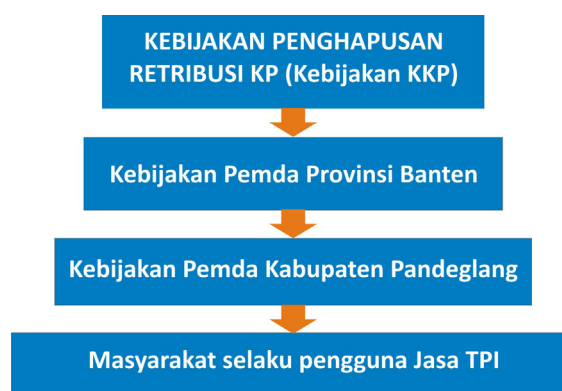 KEBIJAKAN PENGHAPUSAN
RETRIBUSI KP (Kebijakan KKP)
Kebijakan Pemda Provinsi Banten
Kebijakan Pemda Kabupaten Pandeglang
Masyarakat selaku pengguna Jasa TPI